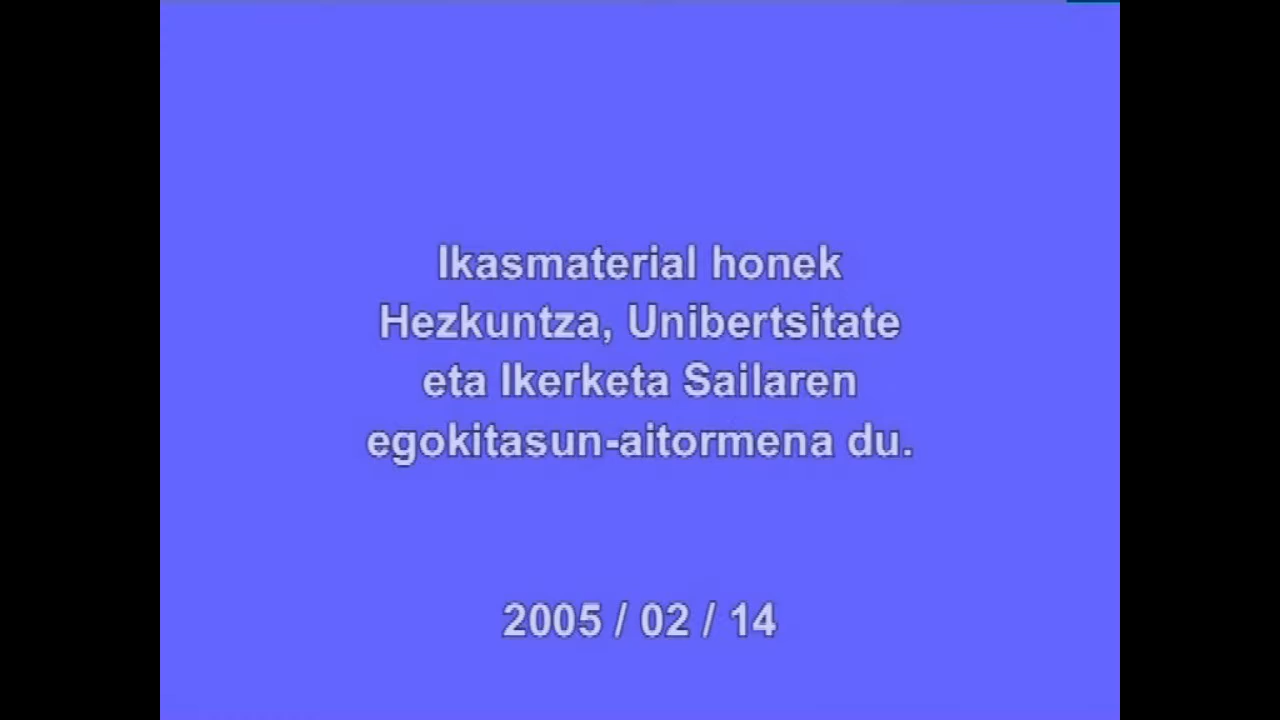 Ikasmaterial honek
Hezkuntza, Unibertsitate
eta Ikerketa Sailaren
egokitasun-aitormena du.
2005 / 02 / 14